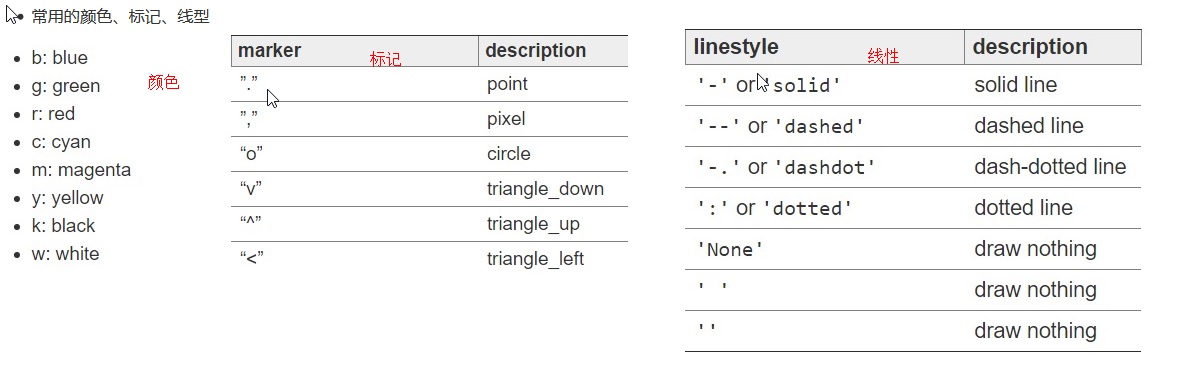 常用的颜色、标记、线型
b: blue
g: green
r: red
c: cyan
m: magenta
y: yellow
k: black
w: white
颜色
marker description
标记
”.” point
”,” pixel
“o” circle
“v” triangle_down
“^” triangle_up
“<” triangle_left
linestyle description
线性
'-' or 'solid' solid line
'--' or 'dashed' dashed line
'-.' or 'dashdot' dash-dotted line
':' or 'dotted' dotted line
'None' draw nothing
' ' draw nothing
'' draw nothing